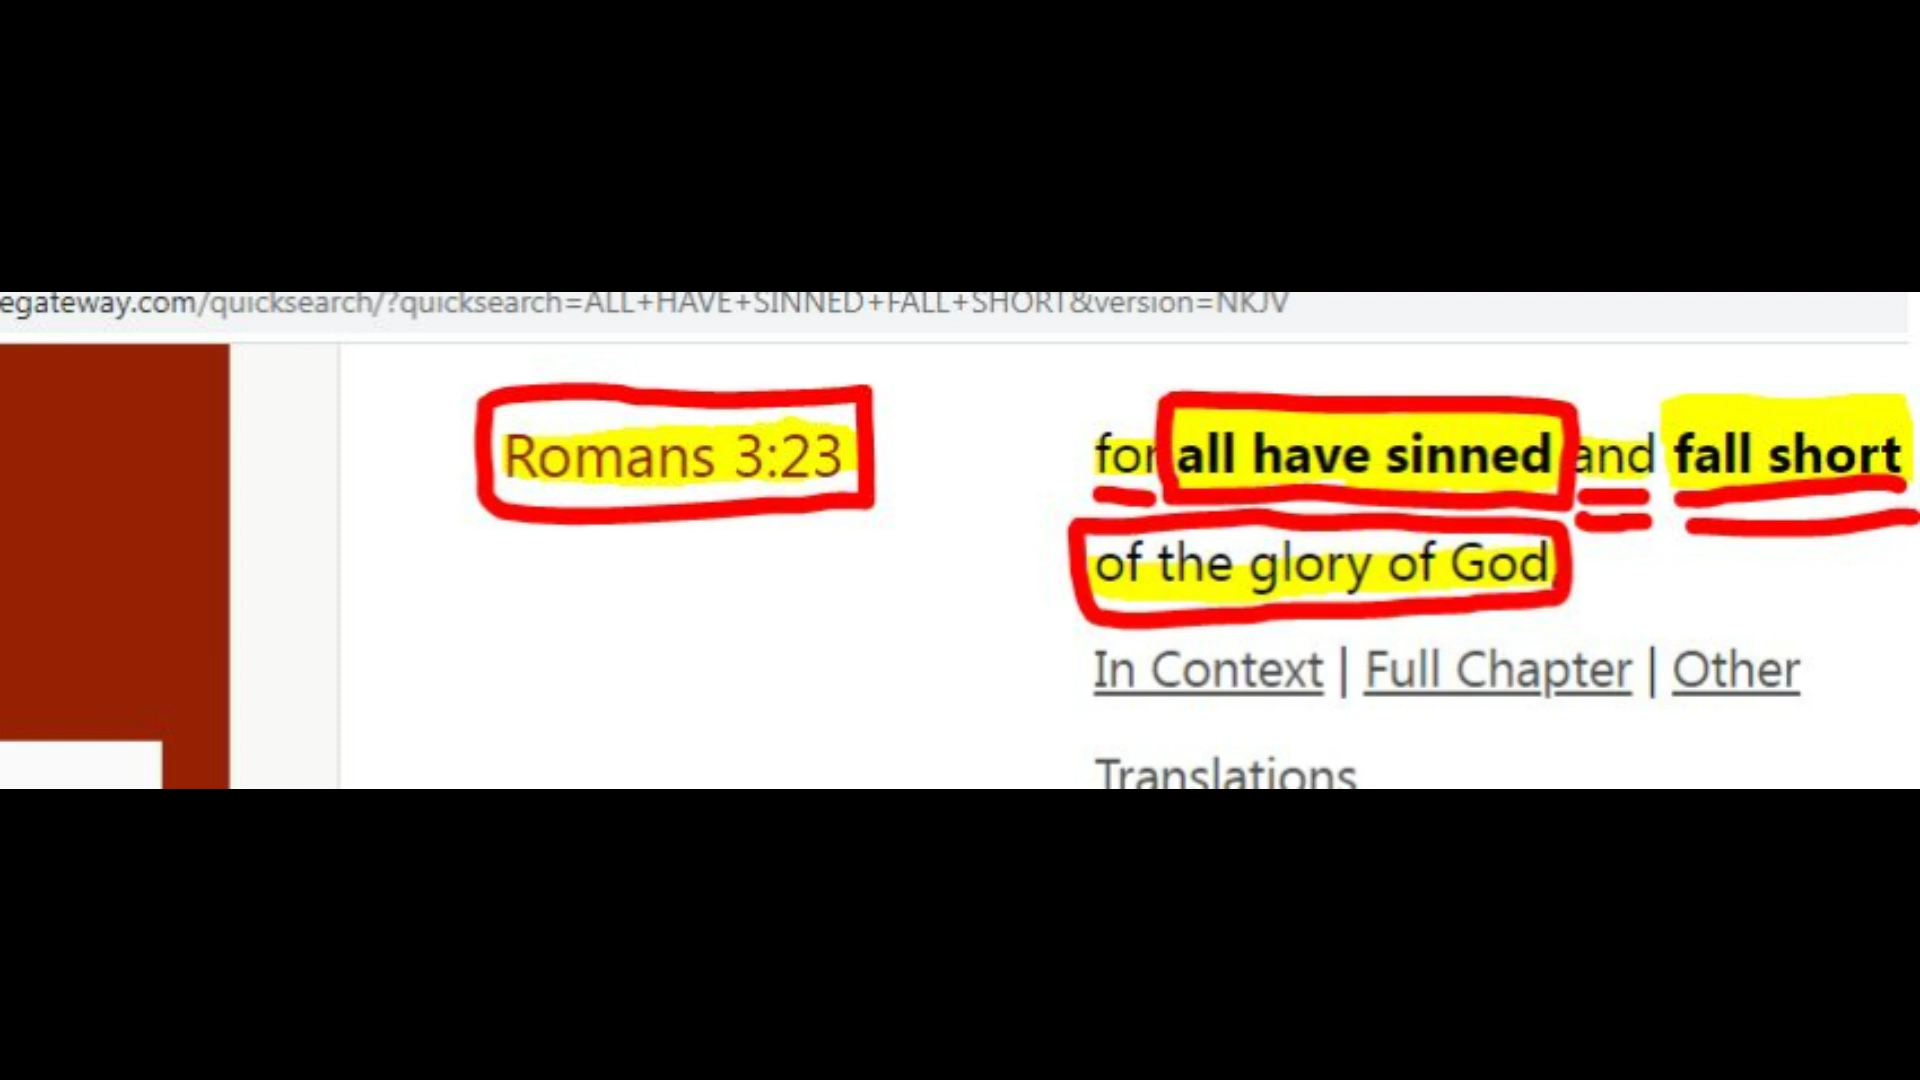 egateway.com/quicksearch/?quicksearch=ALL+HAVE+SINNED+FALL+SHORT&version=NKJV
Romans 3:23
for all have sinned and fall short
of the glory of God,
In Context | Full Chapter | Other
Translations